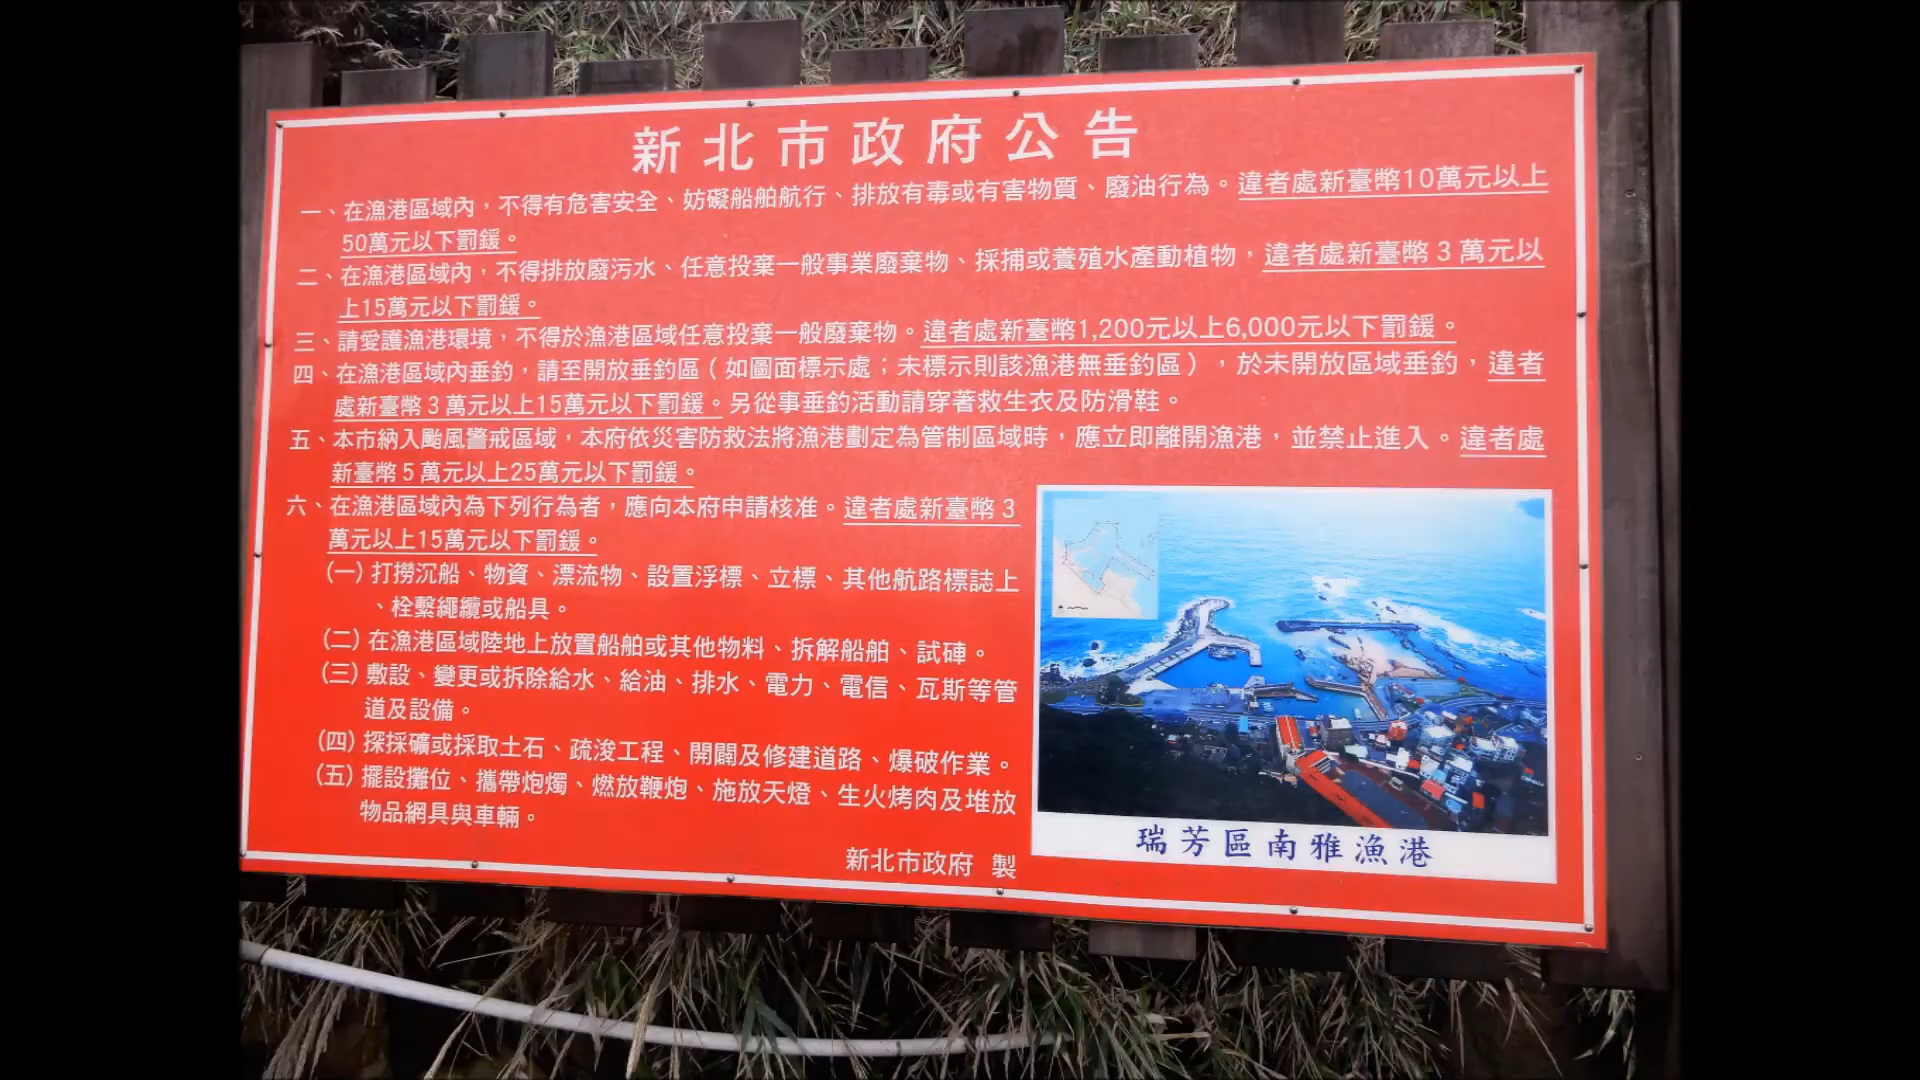 新北市政府公告
一、在漁港區域內，不得有危害安全、妨礙船舶航行、排放有毒或有害物質、廢油行為。違者處新臺幣10萬元以上
50萬元以下罰鍰。
二、在漁港區域內，不得排放廢污水、任意投棄一般事業廢棄物、採捕或養殖水產動植物，違者處新臺幣3萬元以
上15萬元以下罰鍰。
三、請愛護漁港環境，不得於漁港區域任意投棄一般廢棄物。違者處新臺幣1,200元以上6,000元以下罰鍰。
四、在漁港區域內垂釣，請至開放垂釣區（如圖面標示處；未標示則該漁港無垂釣區），於未開放區域垂釣，違者
處新臺幣3萬元以上15萬元以下罰鍰。另從事垂釣活動請穿著救生衣及防滑鞋。
五、本市納入颱風警戒區域，本府依災害防救法將漁港劃定為管制區域時，應立即離開漁港，並禁止進入。違者處
新臺幣5萬元以上25萬元以下罰鍰。
六、在漁港區域內為下列行為者，應向本府申請核准。違者處新臺幣3
萬元以上15萬元以下罰鍰。
(一)打撈沉船、物資、漂流物、設置浮標、立標、其他航路標誌上
、栓繫繩纜或船具。
(二)在漁港區域陸地上放置船舶或其他物料、拆解船舶、試俥。
(三)敷設、變更或拆除給水、給油、排水、電力、電信、瓦斯等管
道及設備。
(四)探採礦或採取土石、疏浚工程、開闢及修建道路、爆破作業。
(五)擺設攤位、攜帶炮燭、燃放鞭炮、施放天燈、生火烤肉及堆放
物品網具與車輛。
新北市政府 製
瑞芳區南雅漁港